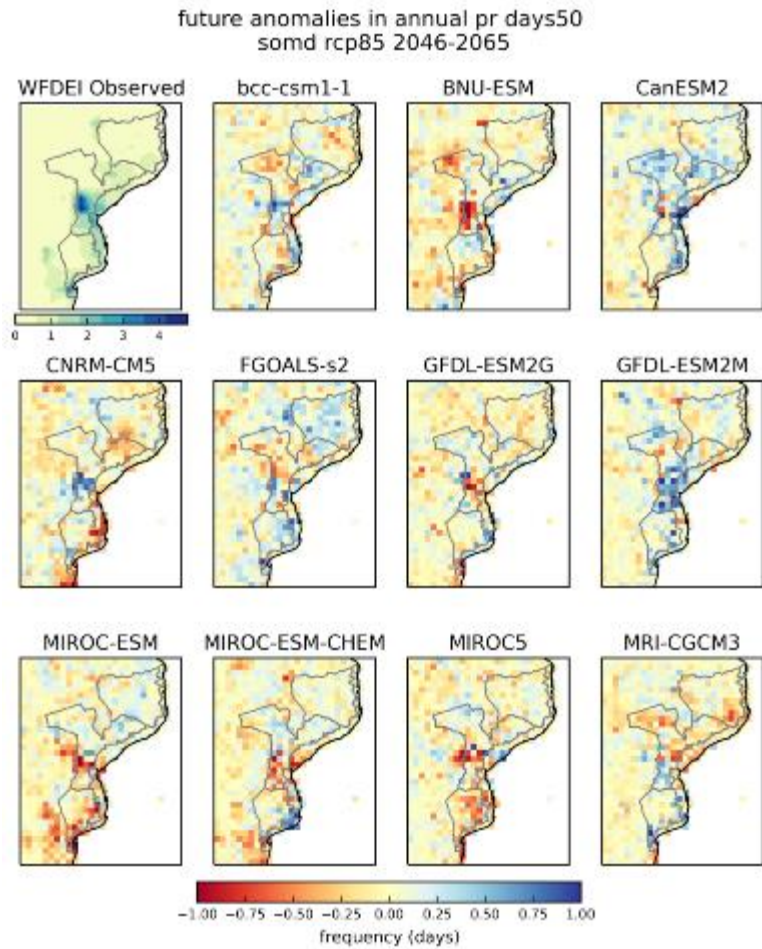 future anomalies in annual pr days50
somd rcp85 2046-2065
WFDEI Observed bcc-csm1-1 BNU-ESM CanESM2
0 1 2 3 4
CNRM-CM5 FGOALS-s2 GFDL-ESM2G GFDL-ESM2M
MIROC-ESM MIROC-ESM-CHEM MIROC5 MRI-CGCM3
−1.00 −0.75 −0.50 −0.25 0.00 0.25 0.50 0.75 1.00
frequency (days)